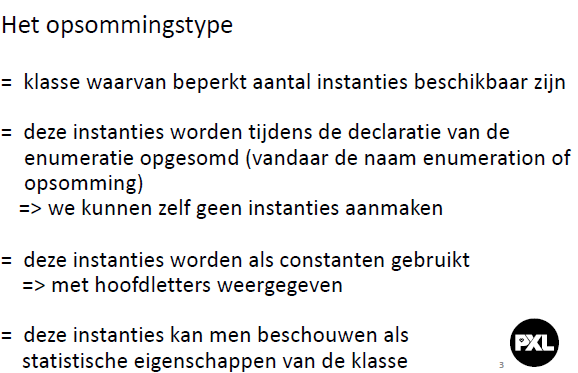 Het opsommingstype
= klasse waarvan beperkt aantal instanties beschikbaar zijn
= deze instanties worden tijdens de declaratie van de
enumeratie opgesomd (vandaar de naam enumeration of
opsomming)
=> we kunnen zelf geen instanties aanmaken
= deze instanties worden als constanten gebruikt
=> met hoofdletters weergegeven
= deze instanties kan men beschouwen als
statistische eigenschappen van de klasse
3
PXL